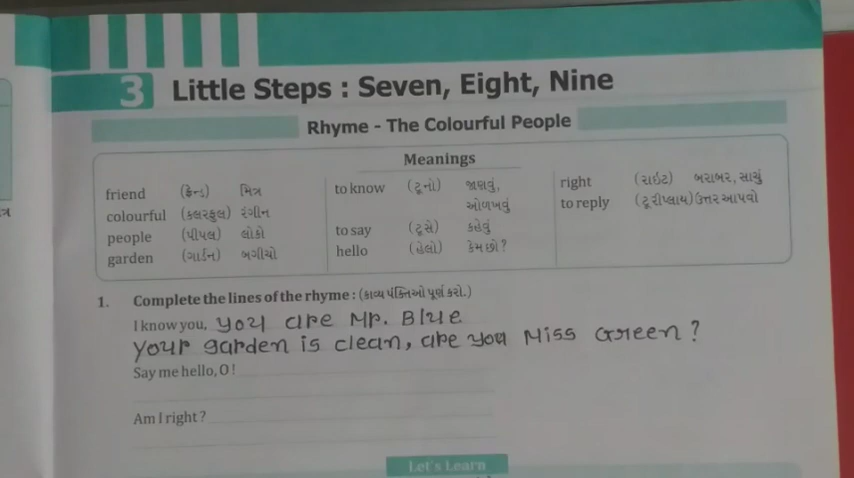 3 Little Steps : Seven, Eight, Nine
Rhyme - The Colourful People
Meanings
friend (ફ્રેન્ડ) મિત્ર
colourful (કલરફુલ) રંગીન
people (પીપલ) લોકો
garden (ગાર્ડન) બગીચો
to know (ટૂ નો) જાણવું,
ઓળખવું
to say (ટૂ સે) કહેવું
hello (હેલો) કેમ છો?
right (રાઇટ) બરાબર, સાચું
to reply (ટૂ રીપ્લાય) ઉત્તર આપવો
1. Complete the lines of the rhyme : (કાવ્ય પંક્તિઓ પૂર્ણ કરો.)
I know you, you are Mr. Blue
Your garden is clean, are you Miss Green?
Say me hello, O !
Am I right ?
Let's Learn